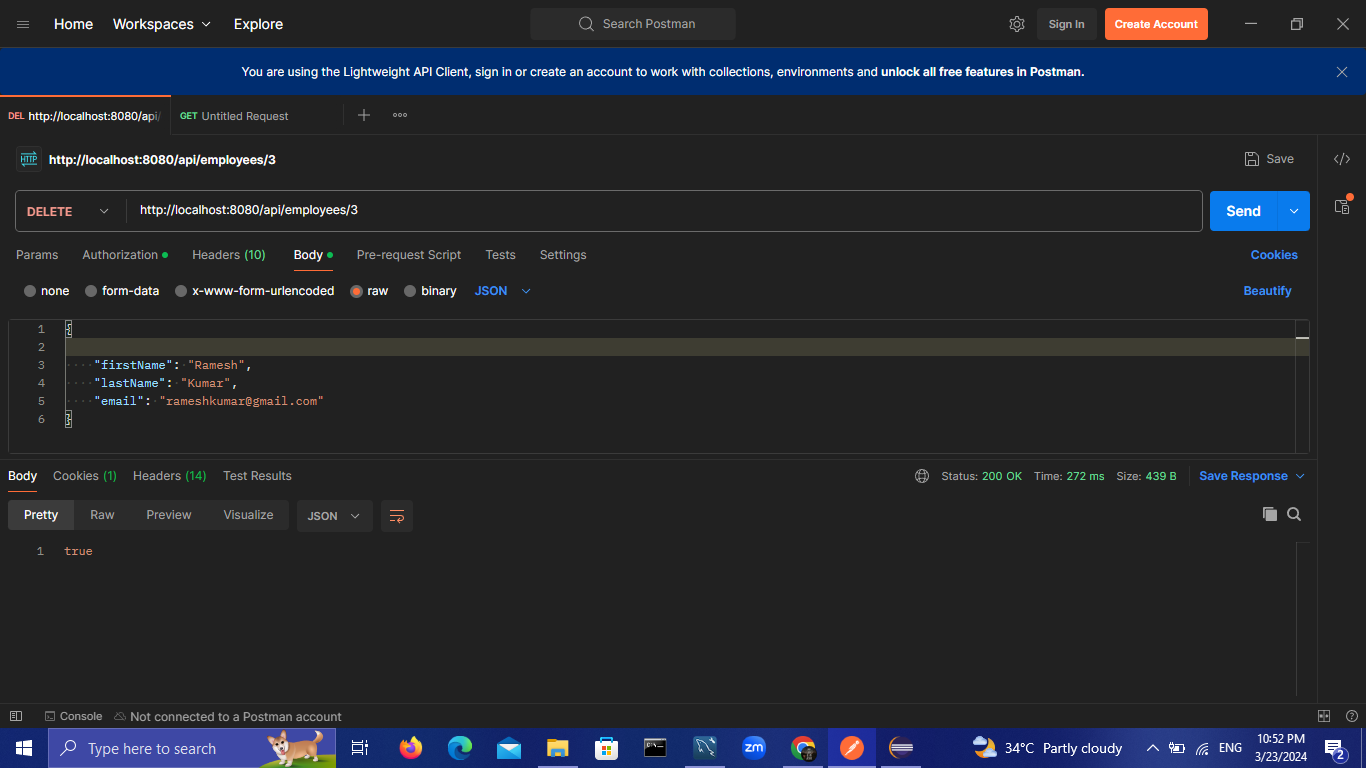 Home Workspaces Explore Search Postman Sign In Create Account
You are using the Lightweight API Client, sign in or create an account to work with collections, environments and unlock all free features in Postman.
DEL http://localhost:8080/api/ GET Untitled Request
HTTP http://localhost:8080/api/employees/3 Save
DELETE http://localhost:8080/api/employees/3 Send
Params Authorization Headers (10) Body Pre-request Script Tests Settings Cookies
none form-data x-www-form-urlencoded raw binary JSON Beautify
1 {
2
3 "firstName": "Ramesh",
4 "lastName": "Kumar",
5 "email": "rameshkumar@gmail.com"
6 }
Body Cookies (1) Headers (14) Test Results Status: 200 OK Time: 272 ms Size: 439 B Save Response
Pretty Raw Preview Visualize JSON
1 true
Console Not connected to a Postman account
Type here to search zm 34°C Partly cloudy ENG 10:52 PM
3/23/2024 2